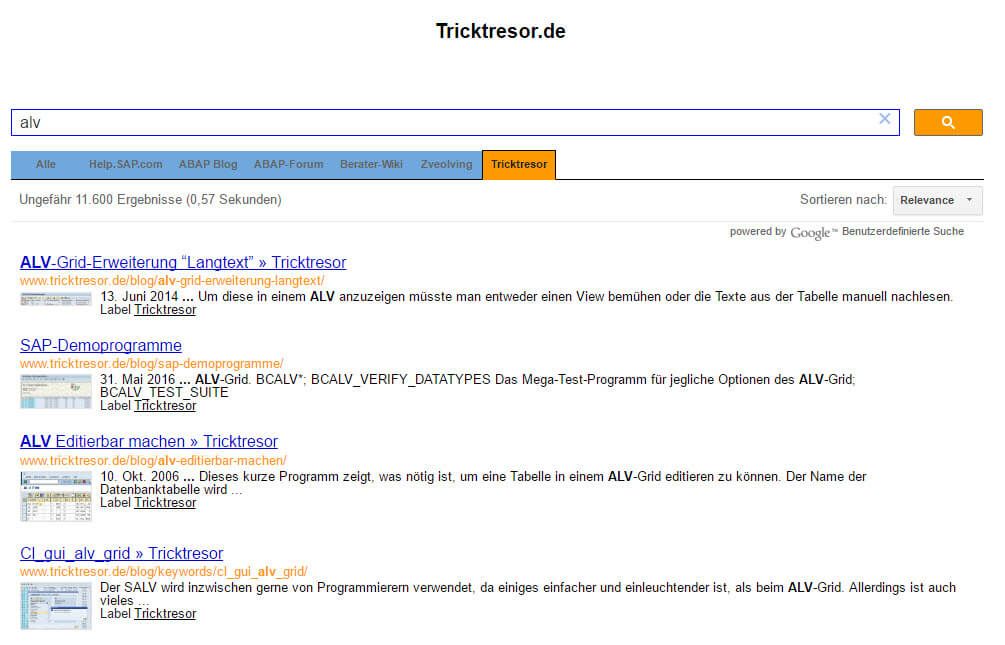 Tricktresor.de
alv
Alle Help.SAP.com ABAP Blog ABAP-Forum Berater-Wiki Zveolving Tricktresor
Ungefähr 11.600 Ergebnisse (0,57 Sekunden) Sortieren nach: Relevance
powered by Google™ Benutzerdefinierte Suche
ALV-Grid-Erweiterung “Langtext” » Tricktresor
www.tricktresor.de/blog/alv-grid-erweiterung-langtext/
13. Juni 2014 ... Um diese in einem ALV anzuzeigen müsste man entweder einen View bemühen oder die Texte aus der Tabelle manuell nachlesen.
Label Tricktresor
SAP-Demoprogramme
www.tricktresor.de/blog/sap-demoprogramme/
31. Mai 2016 ... ALV-Grid. BCALV*; BCALV_VERIFY_DATATYPES Das Mega-Test-Programm für jegliche Optionen des ALV-Grid;
BCALV_TEST_SUITE
Label Tricktresor
ALV Editierbar machen » Tricktresor
www.tricktresor.de/blog/alv-editierbar-machen/
10. Okt. 2006 ... Dieses kurze Programm zeigt, was nötig ist, um eine Tabelle in einem ALV-Grid editieren zu können. Der Name der
Datenbanktabelle wird ...
Label Tricktresor
Cl_gui_alv_grid » Tricktresor
www.tricktresor.de/blog/keywords/cl_gui_alv_grid/
Der SALV wird inzwischen gerne von Programmierern verwendet, da einiges einfacher und einleuchtender ist, als beim ALV-Grid. Allerdings ist auch
vieles ...
Label Tricktresor